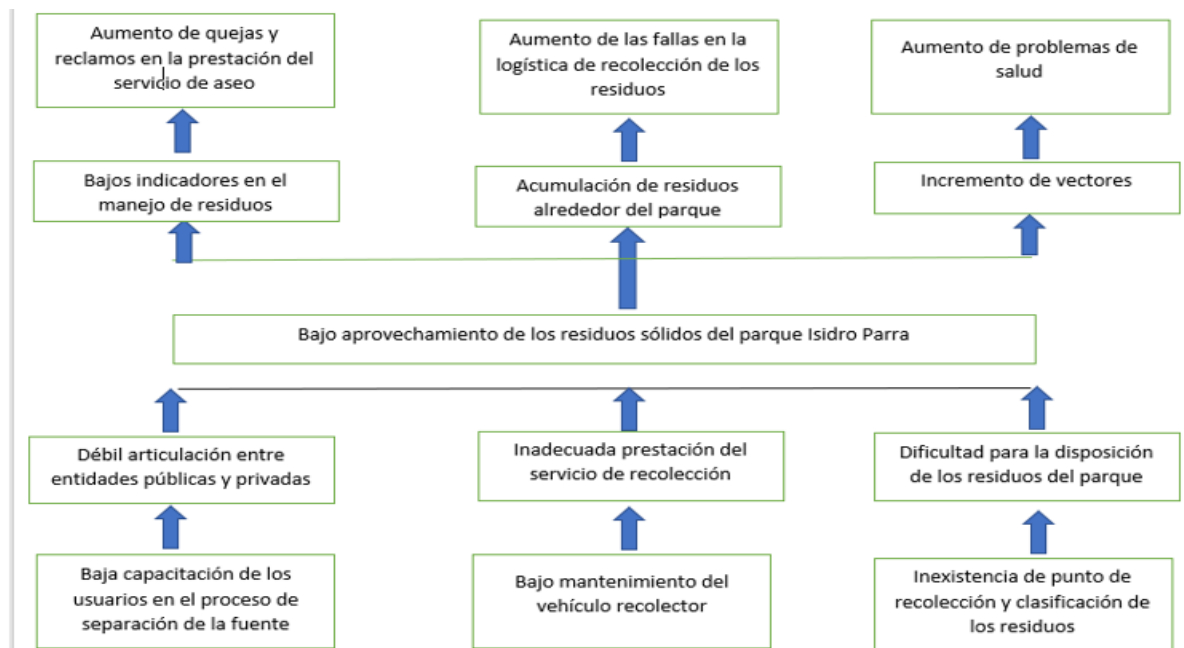 Aumento de quejas y
reclamos en la prestación del
servicio de aseo
Aumento de las fallas en la
logística de recolección de los
residuos
Aumento de problemas de
salud
Bajos indicadores en el
manejo de residuos
Acumulación de residuos
alrededor del parque
Incremento de vectores
Bajo aprovechamiento de los residuos sólidos del parque Isidro Parra
Débil articulación entre
entidades públicas y privadas
Inadecuada prestación del
servicio de recolección
Dificultad para la disposición
de los residuos del parque
Baja capacitación de los
usuarios en el proceso de
separación de la fuente
Bajo mantenimiento del
vehículo recolector
Inexistencia de punto de
recolección y clasificación de
los residuos